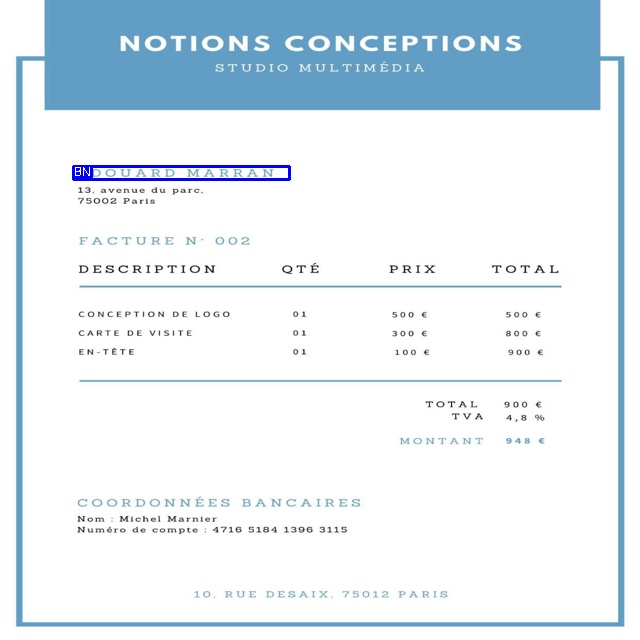 NOTIONS CONCEPTIONS
STUDIO MULTIMÉDIA
BN
DOUARD MARRAN
13, avenue du parc,
75002 Paris
FACTURE N° 002
DESCRIPTION QTÉ PRIX TOTAL
CONCEPTION DE LOGO 01 500 € 500 €
CARTE DE VISITE 01 300 € 800 €
EN-TÊTE 01 100 € 900 €
TOTAL 900 €
TVA 4,8 %
MONTANT 948 €
COORDONNÉES BANCAIRES
Nom : Michel Marnier
Numéro de compte : 4716 5184 1396 3115
10, RUE DESAIX, 75012 PARIS